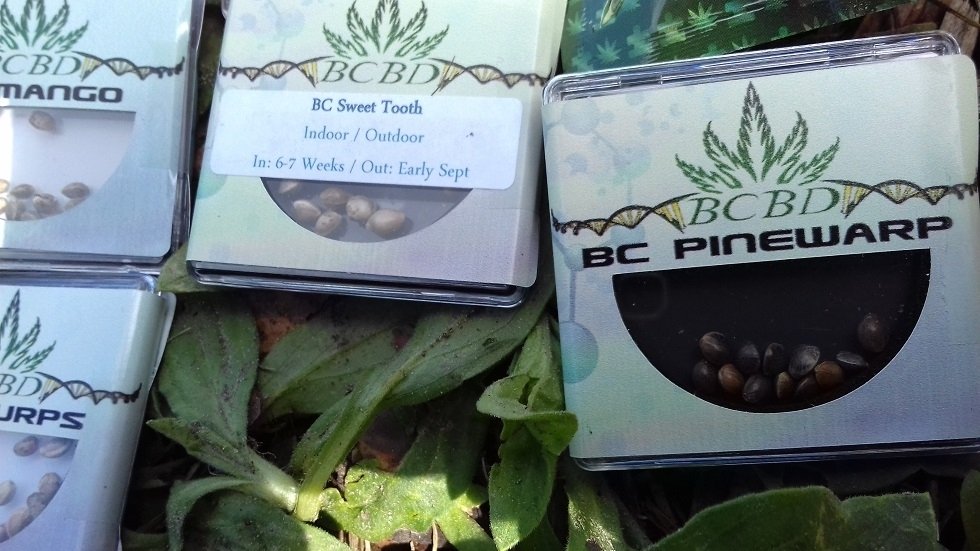 BCBD
MANGO
BCBD
BC Sweet Tooth
Indoor / Outdoor
In: 6-7 Weeks / Out: Early Sept
BCBD
BC PINEWARP
BD
URPS